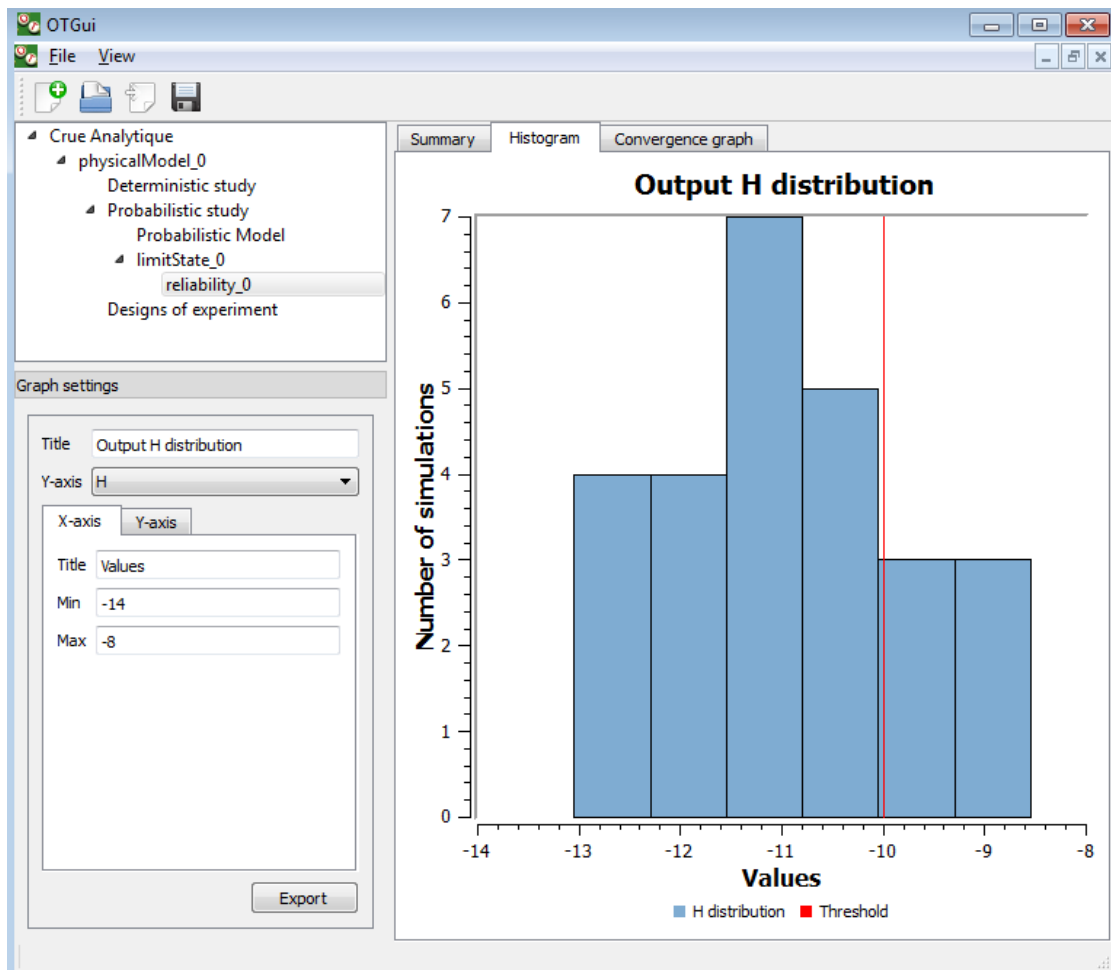 OTGui
File View
Crue Analytique
physicalModel_0
Deterministic study
Probabilistic study
Probabilistic Model
limitState_0
reliability_0
Designs of experiment
Graph settings
Title Output H distribution
Y-axis H
X-axis Y-axis
Title Values
Min -14
Max -8
Export
Summary Histogram Convergence graph
Output H distribution
Number of simulations
7
6
5
4
3
2
1
0
-14 -13 -12 -11 -10 -9 -8
Values
H distribution Threshold